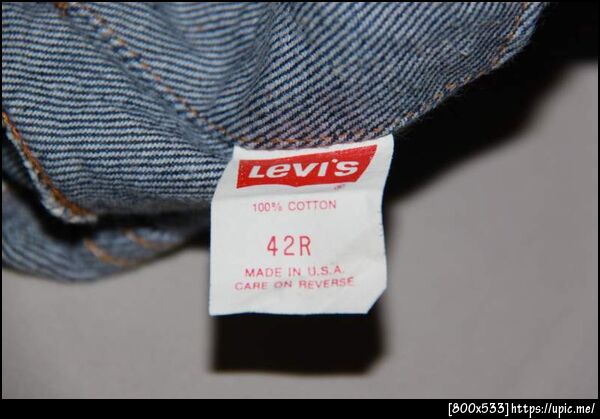 LEVI'S
®
100% COTTON
42R
MADE IN U.S.A.
CARE ON REVERSE
[800x533]https://upic.me/